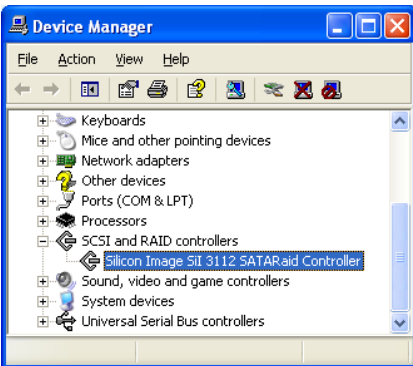 Device Manager
File Action View Help
Keyboards
Mice and other pointing devices
Network adapters
Other devices
Ports (COM & LPT)
Processors
SCSI and RAID controllers
Silicon Image SiI 3112 SATARaid Controller
Sound, video and game controllers
System devices
Universal Serial Bus controllers